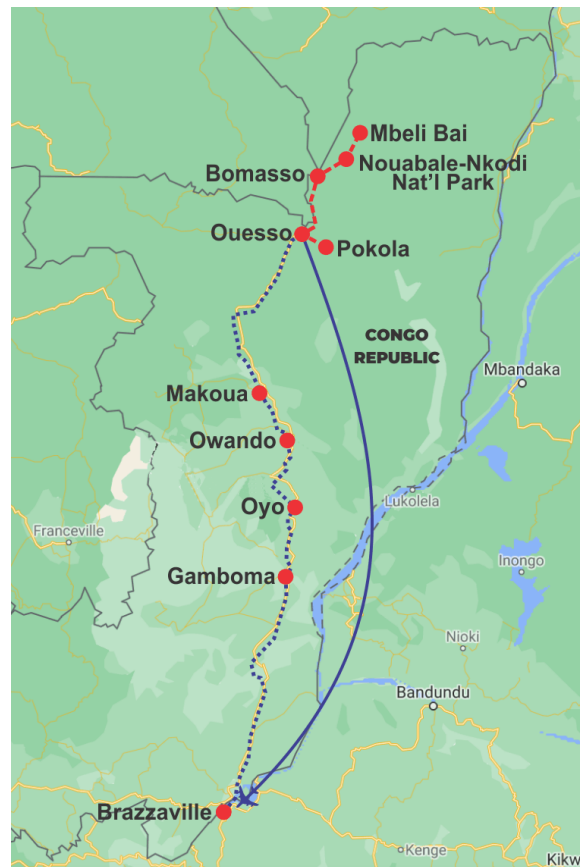 Mbeli Bai
Nouabale-Nkodi
Nat'l Park
Bomasso
Ouesso
Pokola
CONGO
REPUBLIC
Mbandaka
Makoua
Owando
Lukolela
Oyo
Franceville
Inongo
Gamboma
Nioki
Bandundu
Brazzaville
Kenge
Kikw